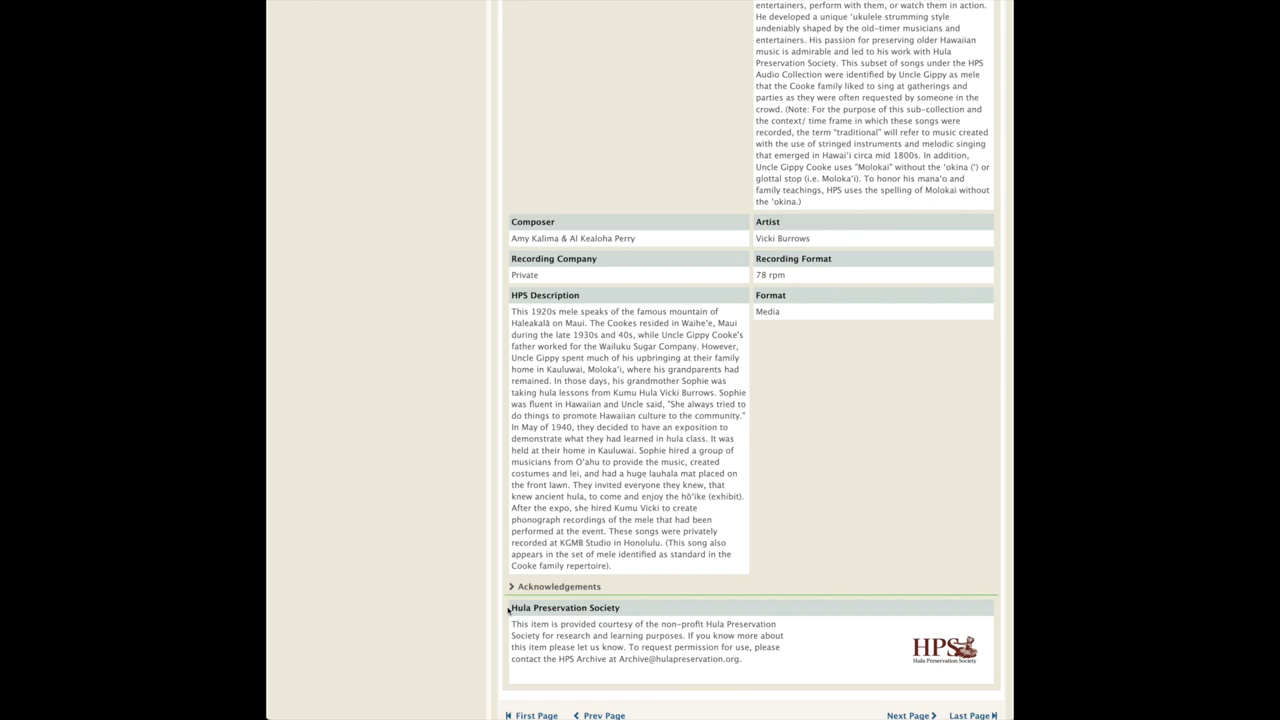 entertainers, perform with them, or watch them in action.
He developed a unique ʻukulele strumming style
undeniably shaped by the old-timer musicians and
entertainers. His passion for preserving older Hawaiian
music is admirable and led to his work with Hula
Preservation Society. This subset of songs under the HPS
Audio Collection were identified by Uncle Gippy as mele
that the Cooke family liked to sing at gatherings and
parties as they were often requested by someone in the
crowd. (Note: For the purpose of this sub-collection and
the context/ time frame in which these songs were
recorded, the term "traditional" will refer to music created
with the use of stringed instruments and melodic singing
that emerged in Hawaiʻi circa mid 1800s. In addition,
Uncle Gippy Cooke uses "Molokai" without the ʻokina (ʻ) or
glottal stop (i.e. Molokaʻi). To honor his manaʻo and
family teachings, HPS uses the spelling of Molokai without
the ʻokina.)
Composer
Amy Kalima & Al Kealoha Perry
Artist
Vicki Burrows
Recording Company
Private
Recording Format
78 rpm
HPS Description
This 1920s mele speaks of the famous mountain of
Haleakalā on Maui. The Cookes resided in Waiheʻe, Maui
during the late 1930s and 40s, while Uncle Gippy Cooke's
father worked for the Wailuku Sugar Company. However,
Uncle Gippy spent much of his upbringing at their family
home in Kauluwai, Molokaʻi, where his grandparents had
remained. In those days, his grandmother Sophie was
taking hula lessons from Kumu Hula Vicki Burrows. Sophie
was fluent in Hawaiian and Uncle said, "She always tried to
do things to promote Hawaiian culture to the community."
In May of 1940, they decided to have an exposition to
demonstrate what they had learned in hula class. It was
held at their home in Kauluwai. Sophie hired a group of
musicians from Oʻahu to provide the music, created
costumes and lei, and had a huge lauhala mat placed on
the front lawn. They invited everyone they knew, that
knew ancient hula, to come and enjoy the hōʻike (exhibit).
After the expo, she hired Kumu Vicki to create
phonograph recordings of the mele that had been
performed at the event. These songs were privately
recorded at KGMB Studio in Honolulu. (This song also
appears in the set of mele identified as standard in the
Cooke family repertoire).
Format
Media
Acknowledgements
Hula Preservation Society
This item is provided courtesy of the non-profit Hula Preservation
Society for research and learning purposes. If you know more about
this item please let us know. To request permission for use, please
contact the HPS Archive at Archive@hulapreservation.org.
HPS
Hula Preservation Society
First Page
Prev Page
Next Page
Last Page